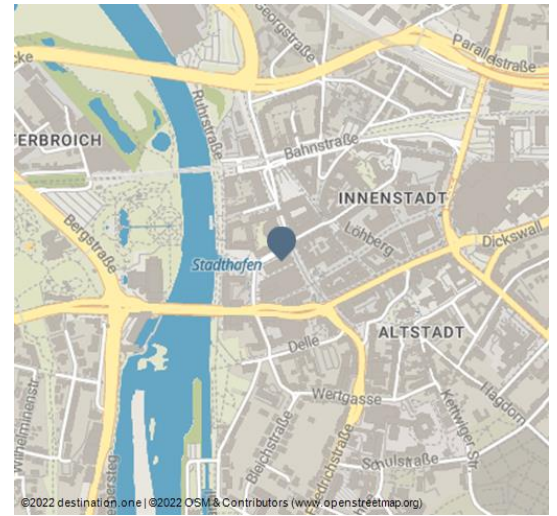 Georgstraße
Parallelstraße
cke
Ruhrstraße
TERBROICH
Bahnstraße
INNENSTADT
Bergstraße
Löhberg
Dickswall
Stadthafen
ALTSTADT
Delle
Hagdorn
Wertgasse
Wilhelminenstr.
Kettwiger-Str.
Bleichstraße
Friedrichstraße
Schulstraße
©2022 destination.one | ©2022 OSM & Contributors (www.openstreetmap.org)